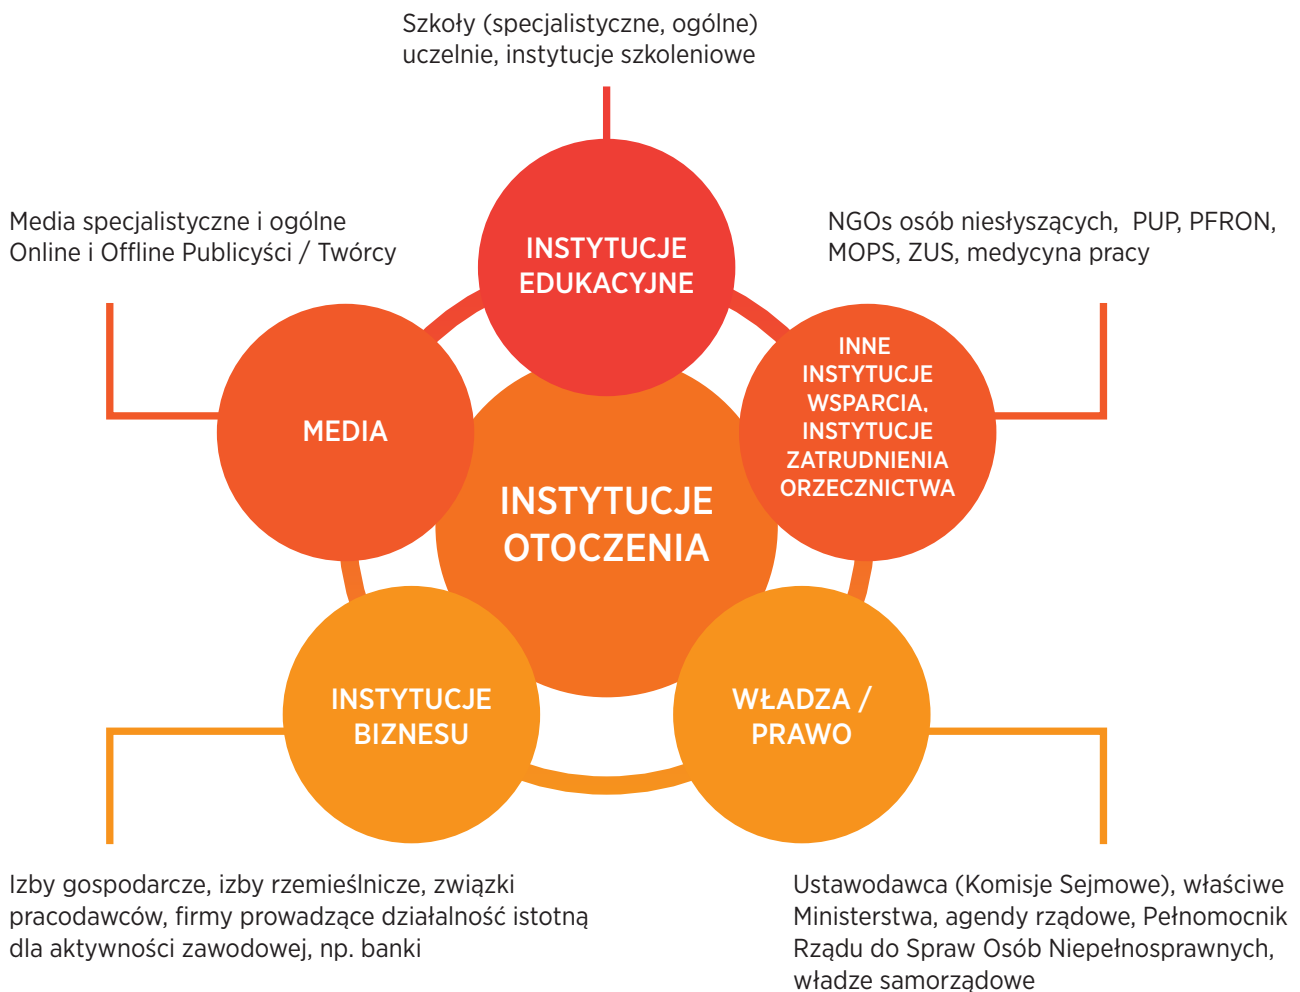 Szkoły (specjalistyczne, ogólne)
uczelnie, instytucje szkoleniowe
INSTYTUCJE
EDUKACYJNE
Media specjalistyczne i ogólne
Online i Offline Publicyści / Twórcy
MEDIA
NGOs osób niesłyszących, PUP, PFRON,
MOPS, ZUS, medycyna pracy
INNE
INSTYTUCJE
WSPARCIA,
INSTYTUCJE
ZATRUDNIENIA
ORZECZNICTWA
INSTYTUCJE
OTOCZENIA
INSTYTUCJE
BIZNESU
Izby gospodarcze, izby rzemieślnicze, związki
pracodawców, firmy prowadzące działalność istotną
dla aktywności zawodowej, np. banki
WŁADZA /
PRAWO
Ustawodawca (Komisje Sejmowe), właściwe
Ministerstwa, agendy rządowe, Pełnomocnik
Rządu do Spraw Osób Niepełnosprawnych,
władze samorządowe